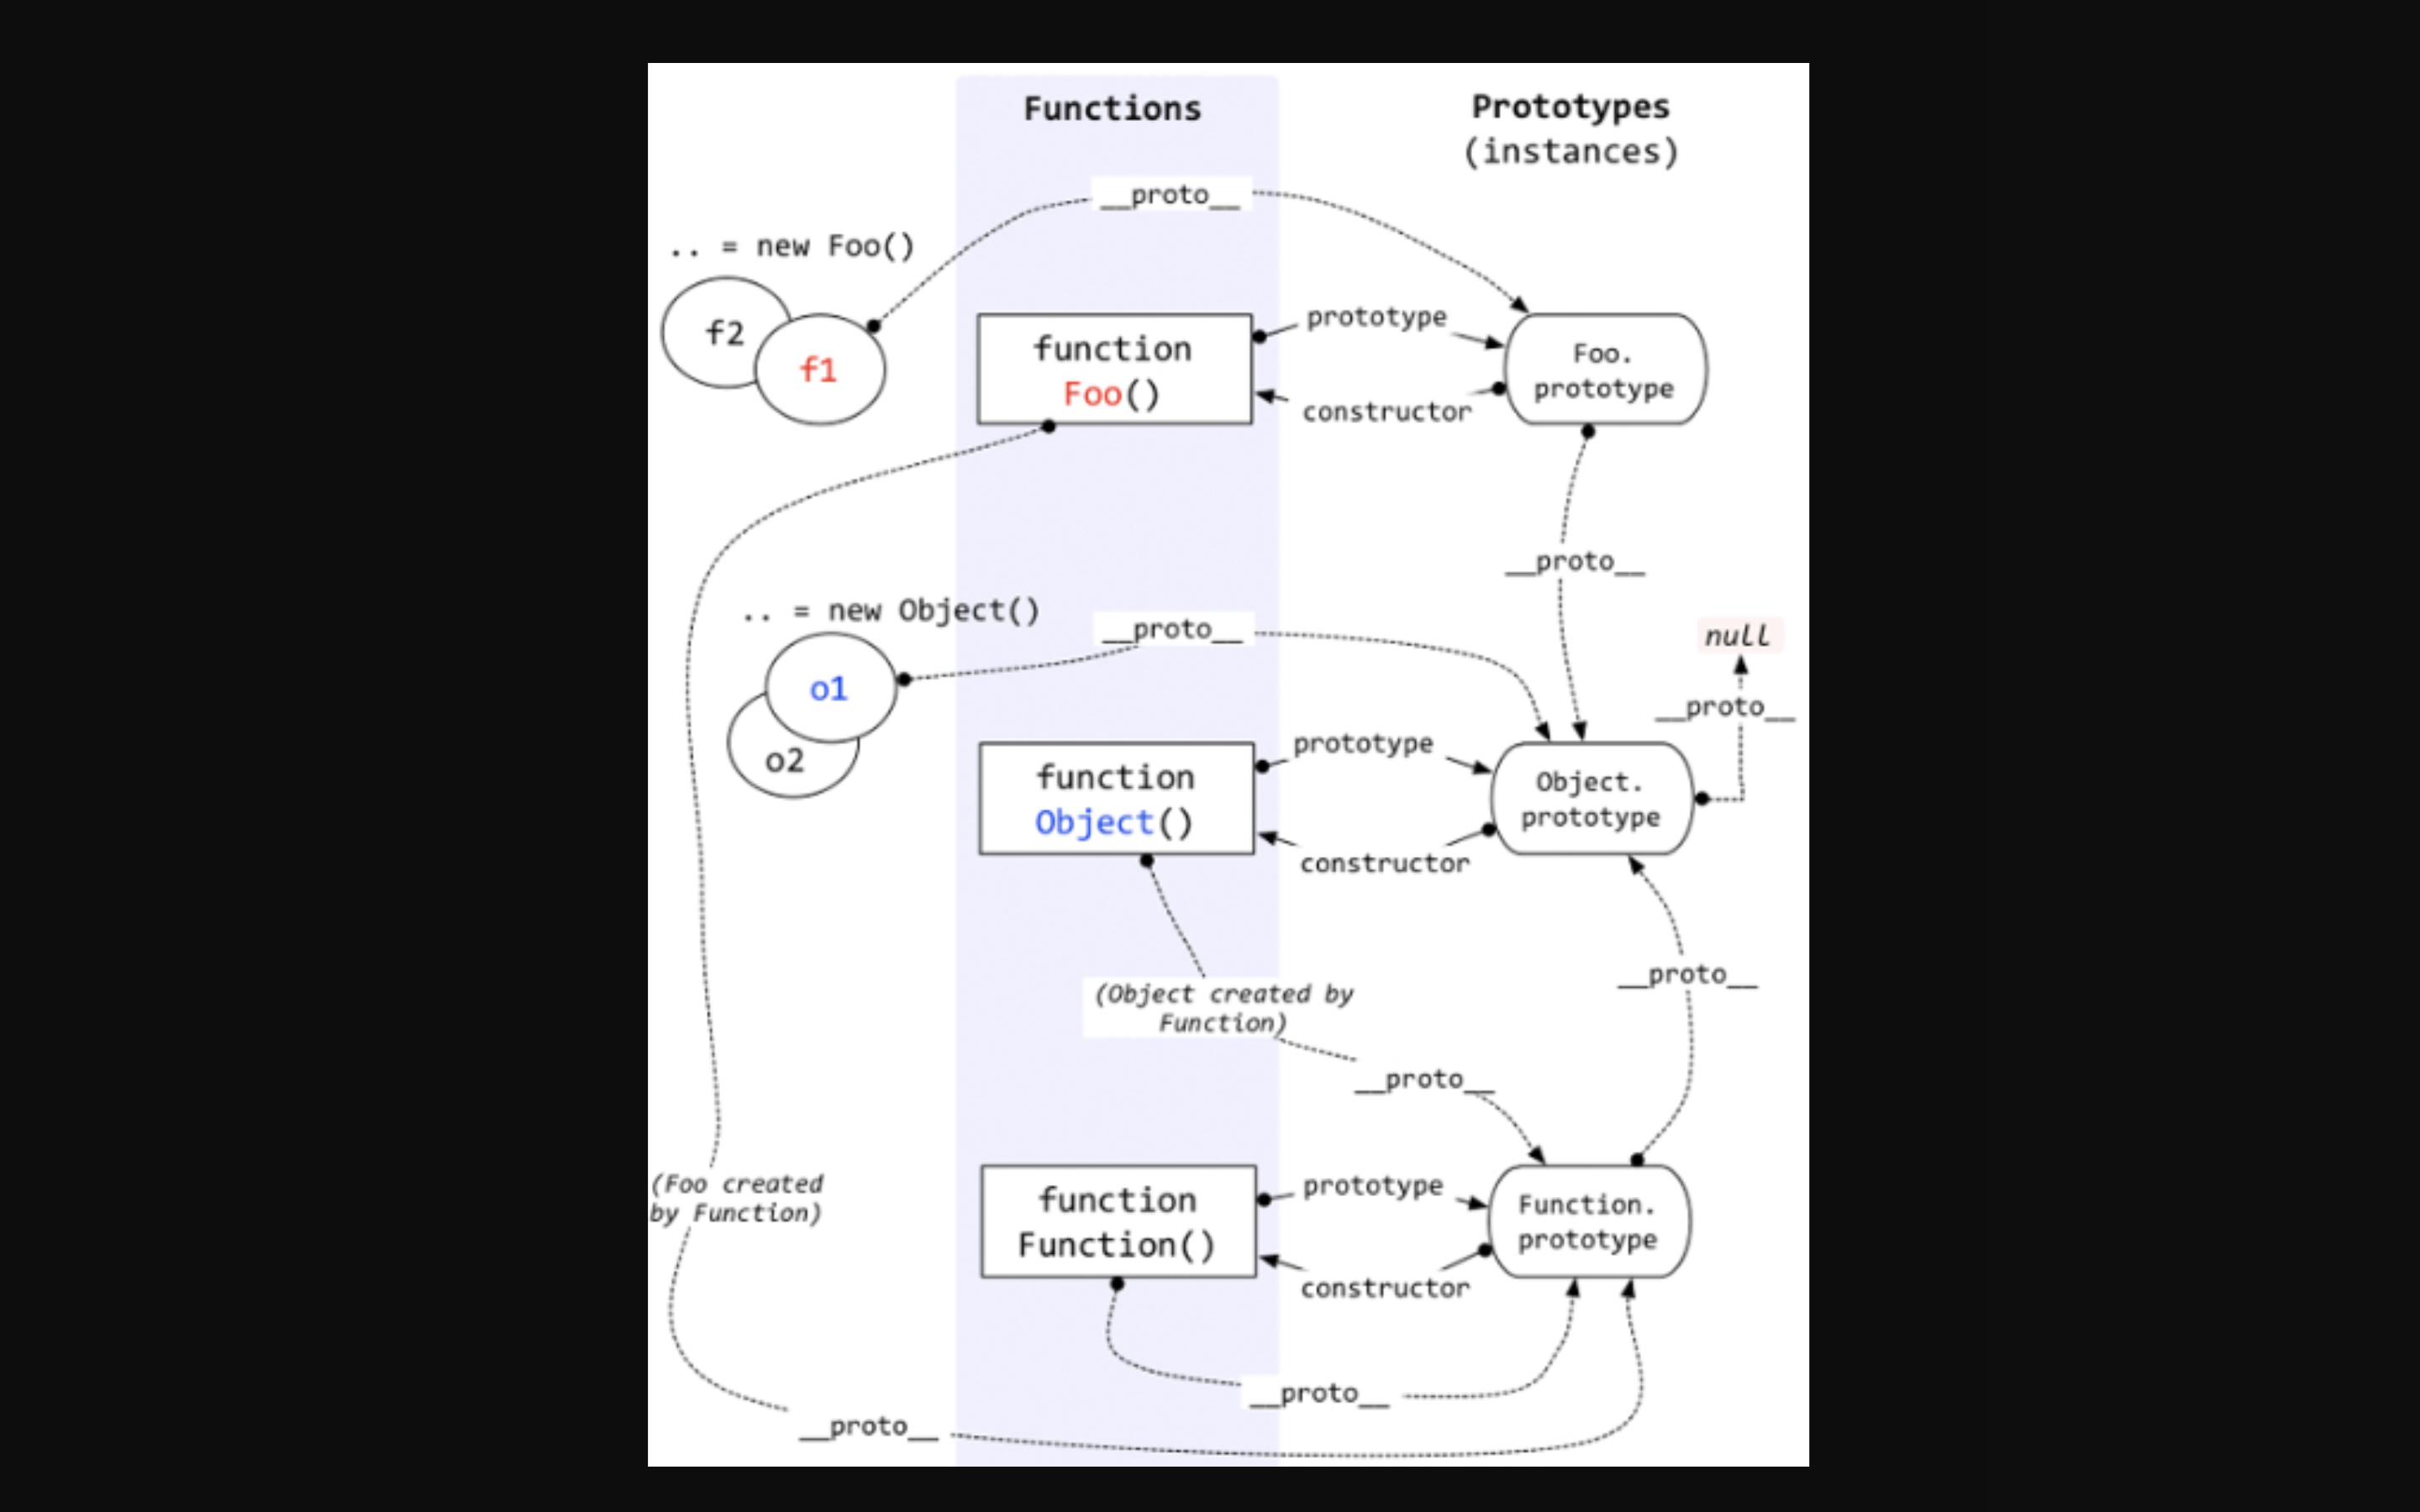 Functions
Prototypes
(instances)
__proto__
.. = new Foo()
f2
f1
function
Foo()
prototype
constructor
Foo.
prototype
__proto__
.. = new Object()
__proto__
null
__proto__
o1
o2
function
Object()
prototype
constructor
Object.
prototype
__proto__
(Object created by
Function)
__proto__
(Foo created
by Function)
function
Function()
prototype
constructor
Function.
prototype
__proto__
__proto__